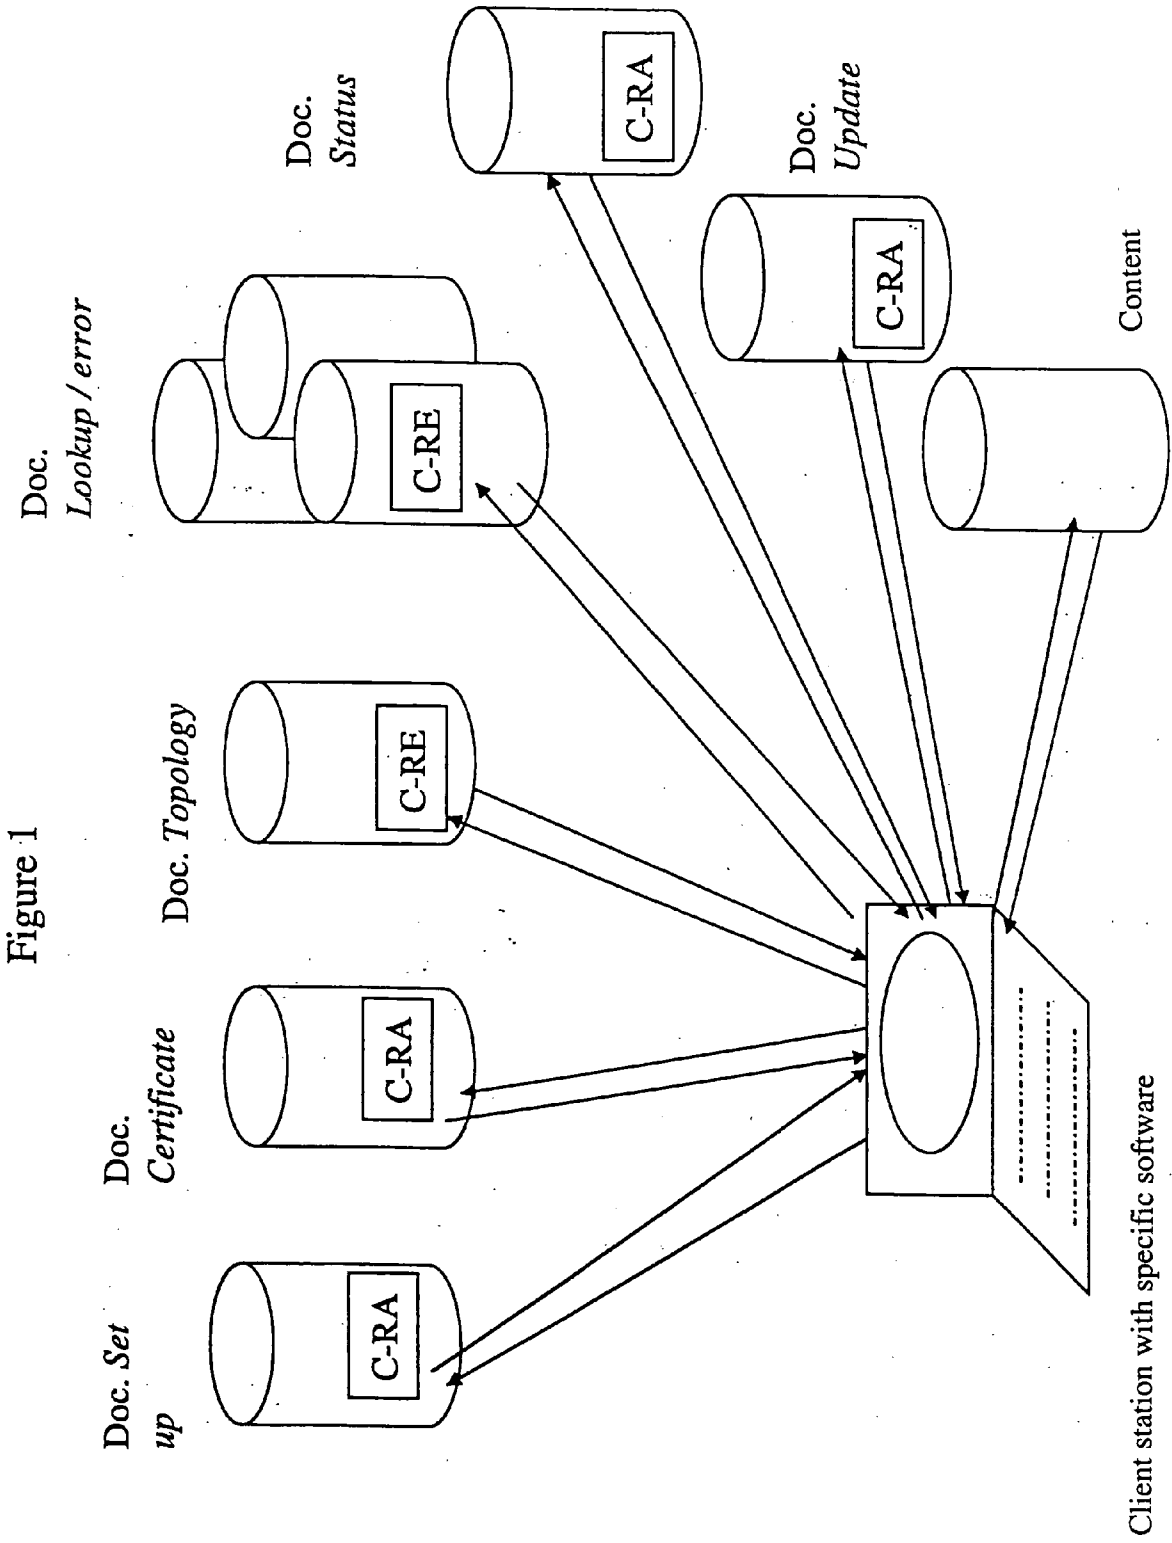 Figure 1
Doc. Set
up
Doc.
Certificate
Doc. Topology
Doc.
Lookup / error
Doc.
Status
Doc.
Update
Content
C-RA
C-RA
C-RE
C-RE
C-RA
C-RA
Client station with specific software